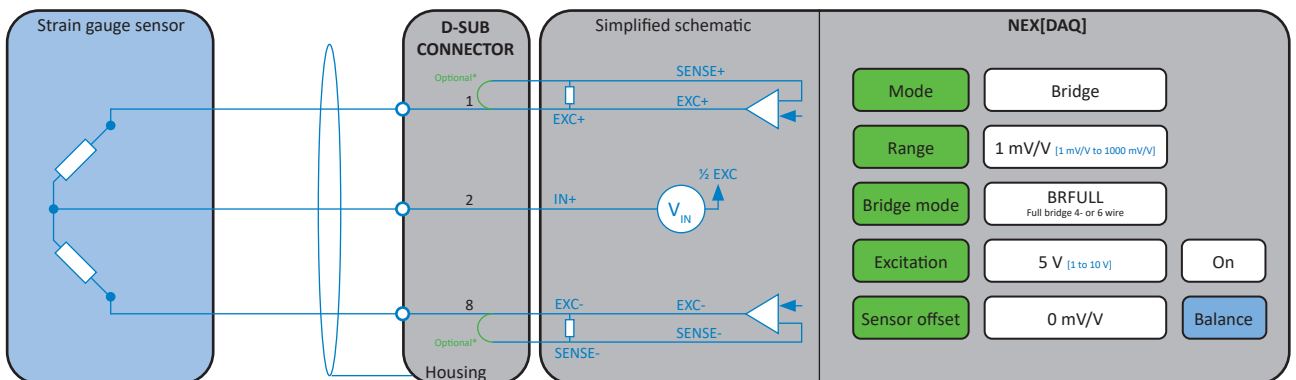 Strain gauge sensor
D-SUB
CONNECTOR
Simplified schematic
NEX[DAQ]
Optional*
SENSE+
1
EXC+
EXC+
Mode
Bridge
Range
1 mV/V [1 mV/V to 1000 mV/V]
½ EXC
2
IN+
VIN
Bridge mode
BRFULL
Full bridge 4- or 6 wire
Excitation
5 V [1 to 10 V]
On
8
EXC-
EXC-
Optional*
SENSE-
SENSE-
Sensor offset
0 mV/V
Balance
Housing